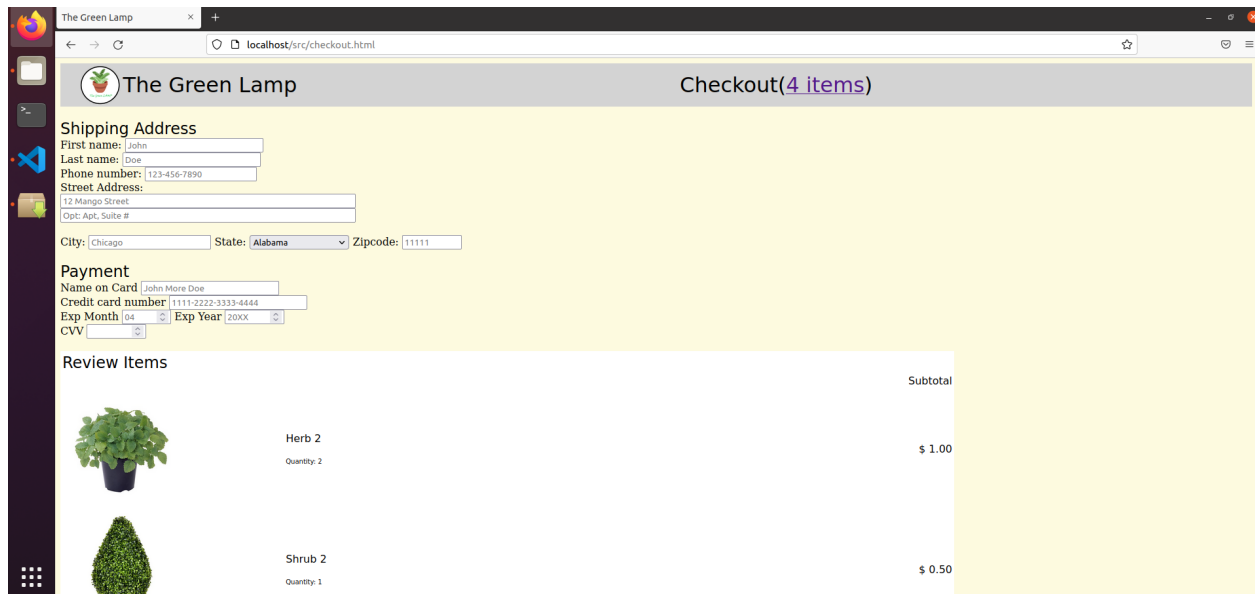 The Green Lamp
localhost/src/checkout.html
The Green Lamp Checkout(4 items)
Shipping Address
First name: John
Last name: Doe
Phone number: 123-456-7890
Street Address:
12 Mango Street
Opt: Apt, Suite #
City: Chicago State: Alabama Zipcode: 11111
Payment
Name on Card John More Doe
Credit card number 1111-2222-3333-4444
Exp Month 04 Exp Year 20XX
CVV
Review Items
Subtotal
Herb 2
$ 1.00
Quantity: 2
Shrub 2
$ 0.50
Quantity: 1